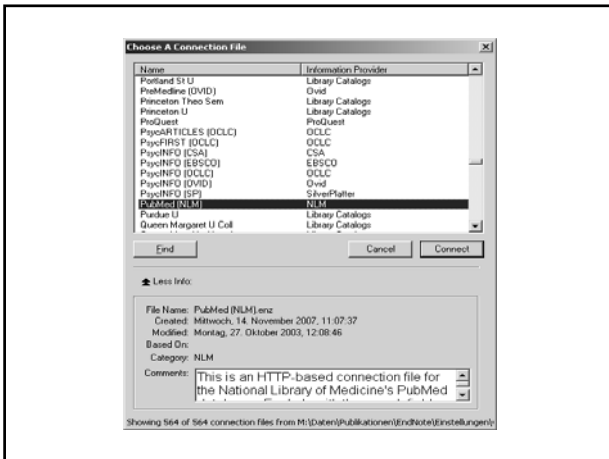 Choose A Connection File
Name Information Provider
Portland St U Library Catalogs
PreMedline (OVID) Ovid
Princeton Theo Sem Library Catalogs
Princeton U Library Catalogs
ProQuest ProQuest
PsycARTICLES (OCLC) OCLC
PsycFIRST (OCLC) OCLC
PsycINFO (CSA) CSA
PsycINFO (EBSCO) EBSCO
PsycINFO (OCLC) OCLC
PsycINFO (OVID) Ovid
PsycINFO (SP) SilverPlatter
PubMed (NLM) NLM
Purdue U Library Catalogs
Queen Margaret U Coll Library Catalogs
Find Cancel Connect
Less Info:
File Name: PubMed (NLM).enz
Created: Mittwoch, 14. November 2007, 11:07:37
Modified: Montag, 27. Oktober 2003, 12:08:46
Based On:
Category: NLM
Comments: This is an HTTP-based connection file for
the National Library of Medicine's PubMed
Showing 564 of 564 connection files from M:\Daten\Publikationen\EndNote\Einstellungen\